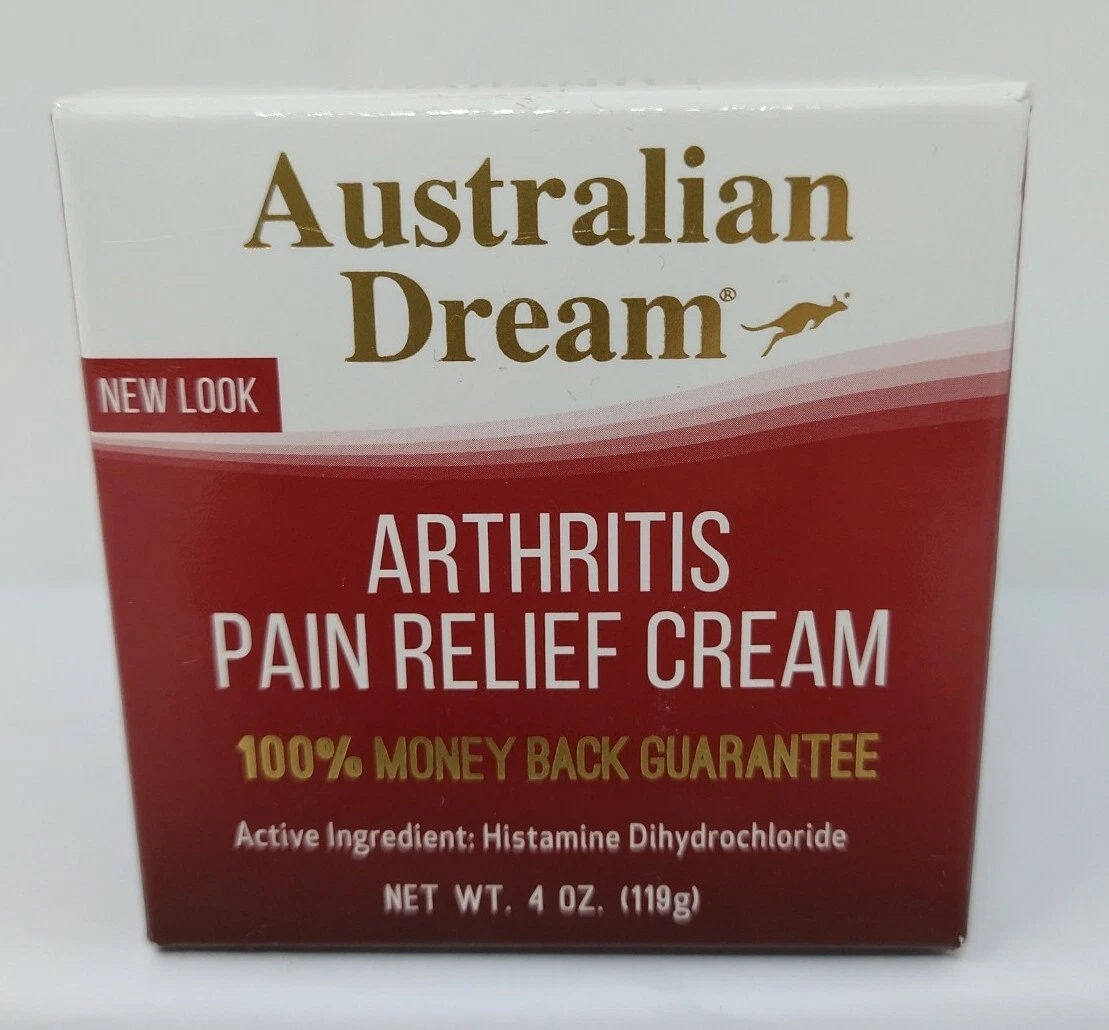 Australian
Dream®
NEW LOOK
ARTHRITIS
PAIN RELIEF CREAM
100% MONEY BACK GUARANTEE
Active Ingredient: Histamine Dihydrochloride
NET WT. 4 OZ. (119g)